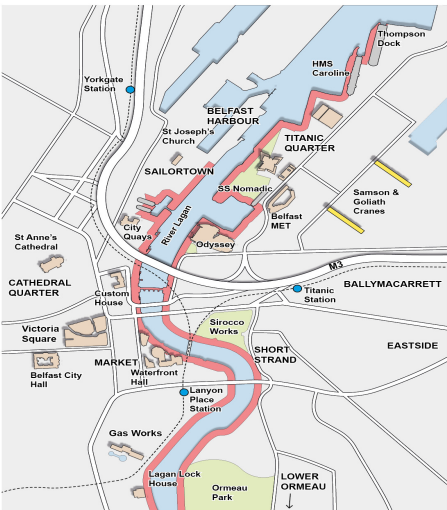 Thompson
Dock
HMS
Caroline
Yorkgate
Station
BELFAST
HARBOUR
St Joseph's
Church
TITANIC
QUARTER
SAILORTOWN
SS Nomadic
Samson &
Goliath
Cranes
River Lagan
City
Quays
Belfast
MET
St Anne's
Cathedral
Odyssey
M3
CATHEDRAL
QUARTER
Custom
House
Titanic
Station
BALLYMACARRETT
Victoria
Square
Sirocco
Works
EASTSIDE
SHORT
STRAND
MARKET
Waterfront
Hall
Belfast City
Hall
Lanyon
Place
Station
Gas Works
Lagan Lock
House
Ormeau
Park
LOWER
ORMEAU